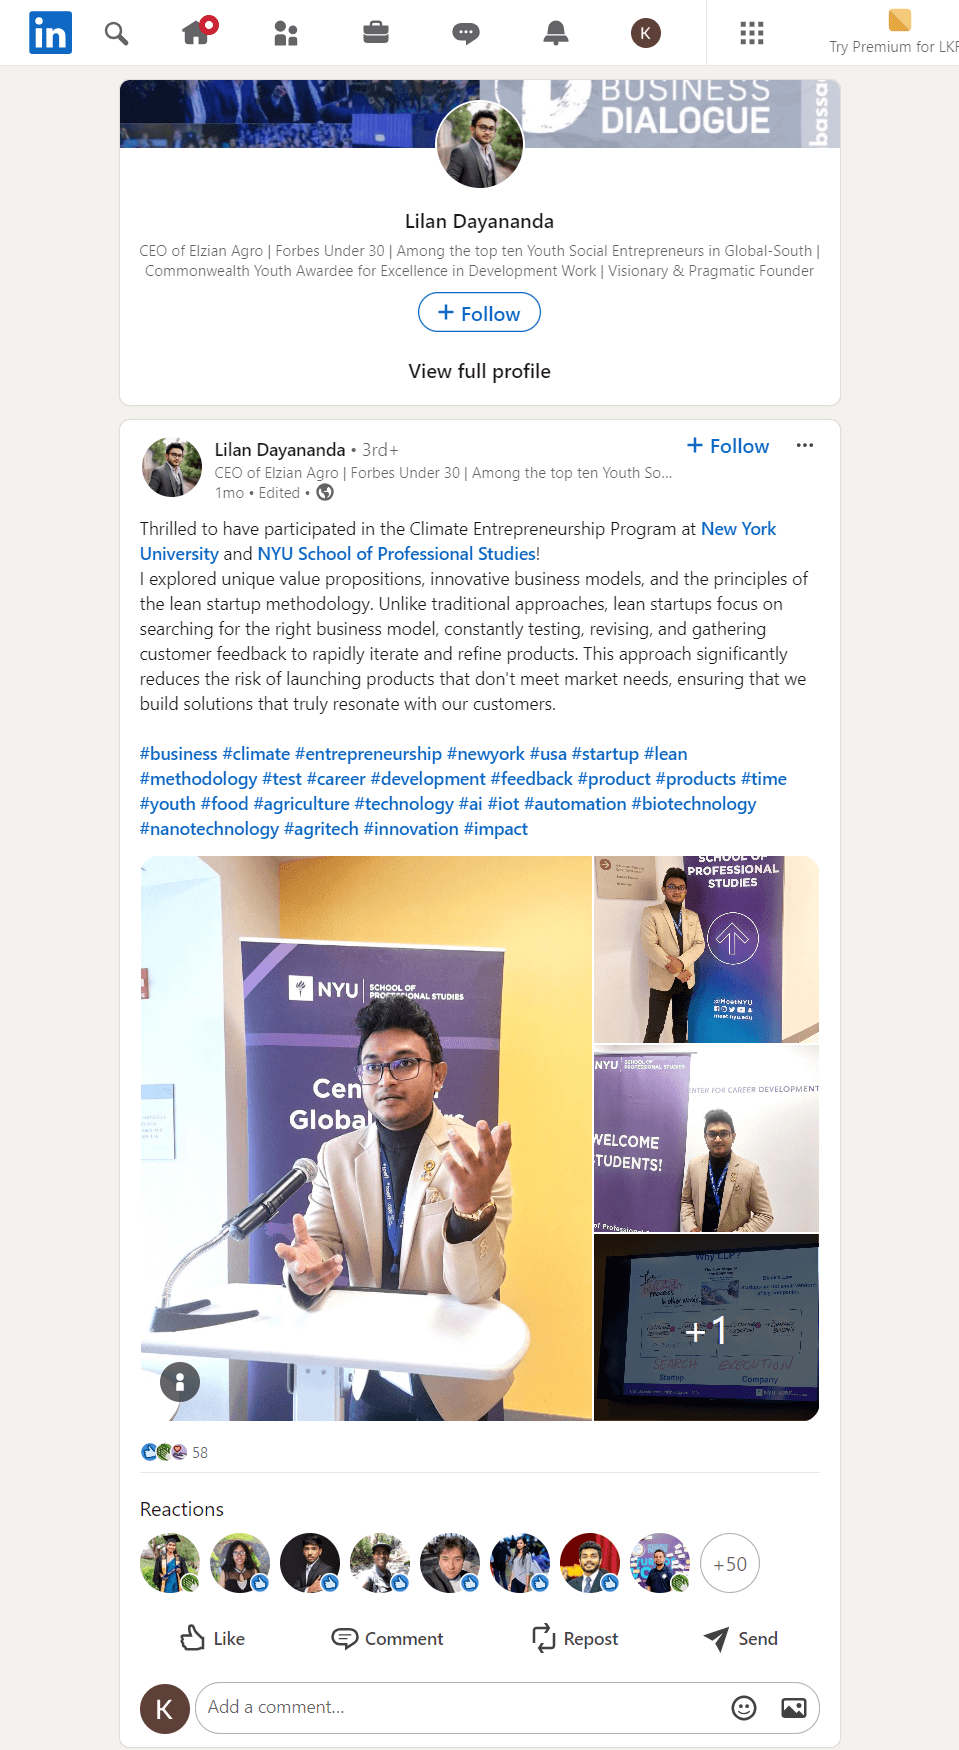 in
K
Try Premium for LKR
BUSINESS
DIALOGUE
bassa
Lilan Dayananda
CEO of Elzian Agro | Forbes Under 30 | Among the top ten Youth Social Entrepreneurs in Global-South |
Commonwealth Youth Awardee for Excellence in Development Work | Visionary & Pragmatic Founder
+ Follow
View full profile
Lilan Dayananda • 3rd+
+ Follow
CEO of Elzian Agro | Forbes Under 30 | Among the top ten Youth So...
1mo • Edited •
Thrilled to have participated in the Climate Entrepreneurship Program at New York
University and NYU School of Professional Studies!
I explored unique value propositions, innovative business models, and the principles of
the lean startup methodology. Unlike traditional approaches, lean startups focus on
searching for the right business model, constantly testing, revising, and gathering
customer feedback to rapidly iterate and refine products. This approach significantly
reduces the risk of launching products that don't meet market needs, ensuring that we
build solutions that truly resonate with our customers.
#business #climate #entrepreneurship #newyork #usa #startup #lean
#methodology #test #career #development #feedback #product #products #time
#youth #food #agriculture #technology #ai #iot #automation #biotechnology
#nanotechnology #agritech #innovation #impact
NYU SCHOOL OF
PROFESSIONAL STUDIES
Cen
Global
SCHOOL OF
PROFESSIONAL
STUDIES
@MeetNYU
meet.nyu.edu
NYU SCHOOL OF
PROFESSIONAL STUDIES
ENTER FOR CAREER DEVELOPMENT
WELCOME
STUDENTS!
of Professional
Why LLP?
+1
SEARCH EXECUTION
Startup Company
NYU
58
Reactions
+50
Like
Comment
Repost
Send
K
Add a comment...